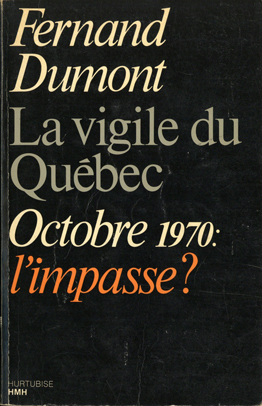 Fernand
Dumont
La vigile du
Québec
Octobre 1970:
l'impasse?
HURTUBISE
HMH